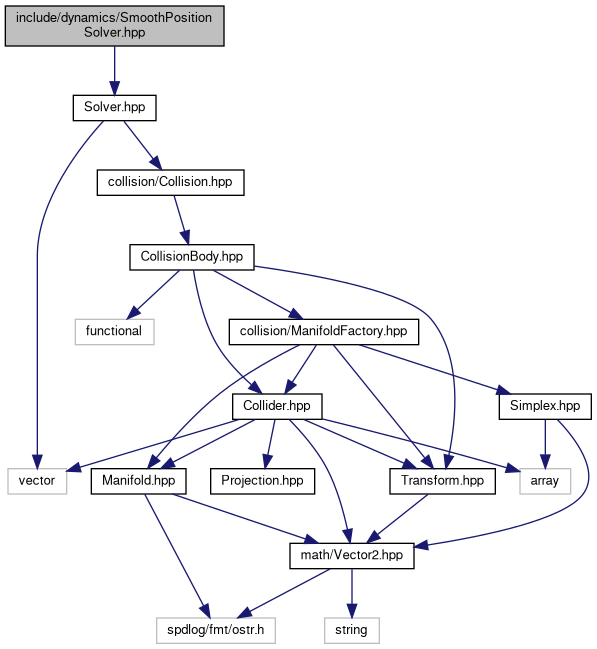 include/dynamics/SmoothPosition
Solver.hpp
Solver.hpp
collision/Collision.hpp
CollisionBody.hpp
functional
collision/ManifoldFactory.hpp
Collider.hpp
Simplex.hpp
vector
Manifold.hpp
Projection.hpp
Transform.hpp
array
math/Vector2.hpp
spdlog/fmt/ostr.h
string